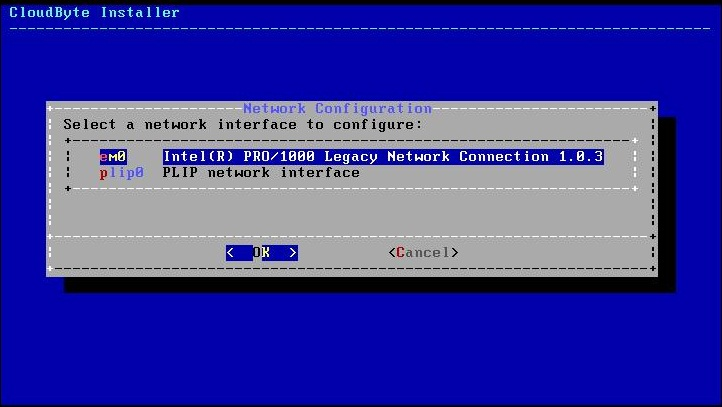 CloudByte Installer
Network Configuration
Select a network interface to configure:
em0 Intel(R) PRO/1000 Legacy Network Connection 1.0.3
plip0 PLIP network interface
< OK > <Cancel>